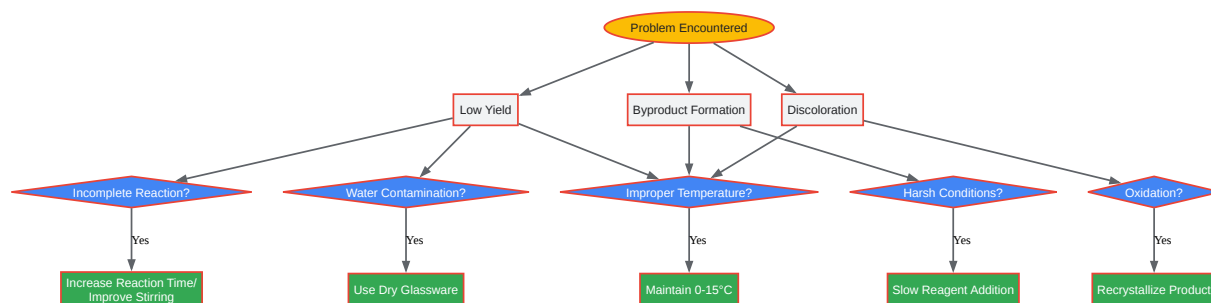 Problem Encountered
Low Yield
Byproduct Formation
Discoloration
Incomplete Reaction?
Water Contamination?
Improper Temperature?
Harsh Conditions?
Oxidation?
Yes
Yes
Yes
Yes
Yes
Increase Reaction Time/
Improve Stirring
Use Dry Glassware
Maintain 0-15°C
Slow Reagent Addition
Recrystallize Product